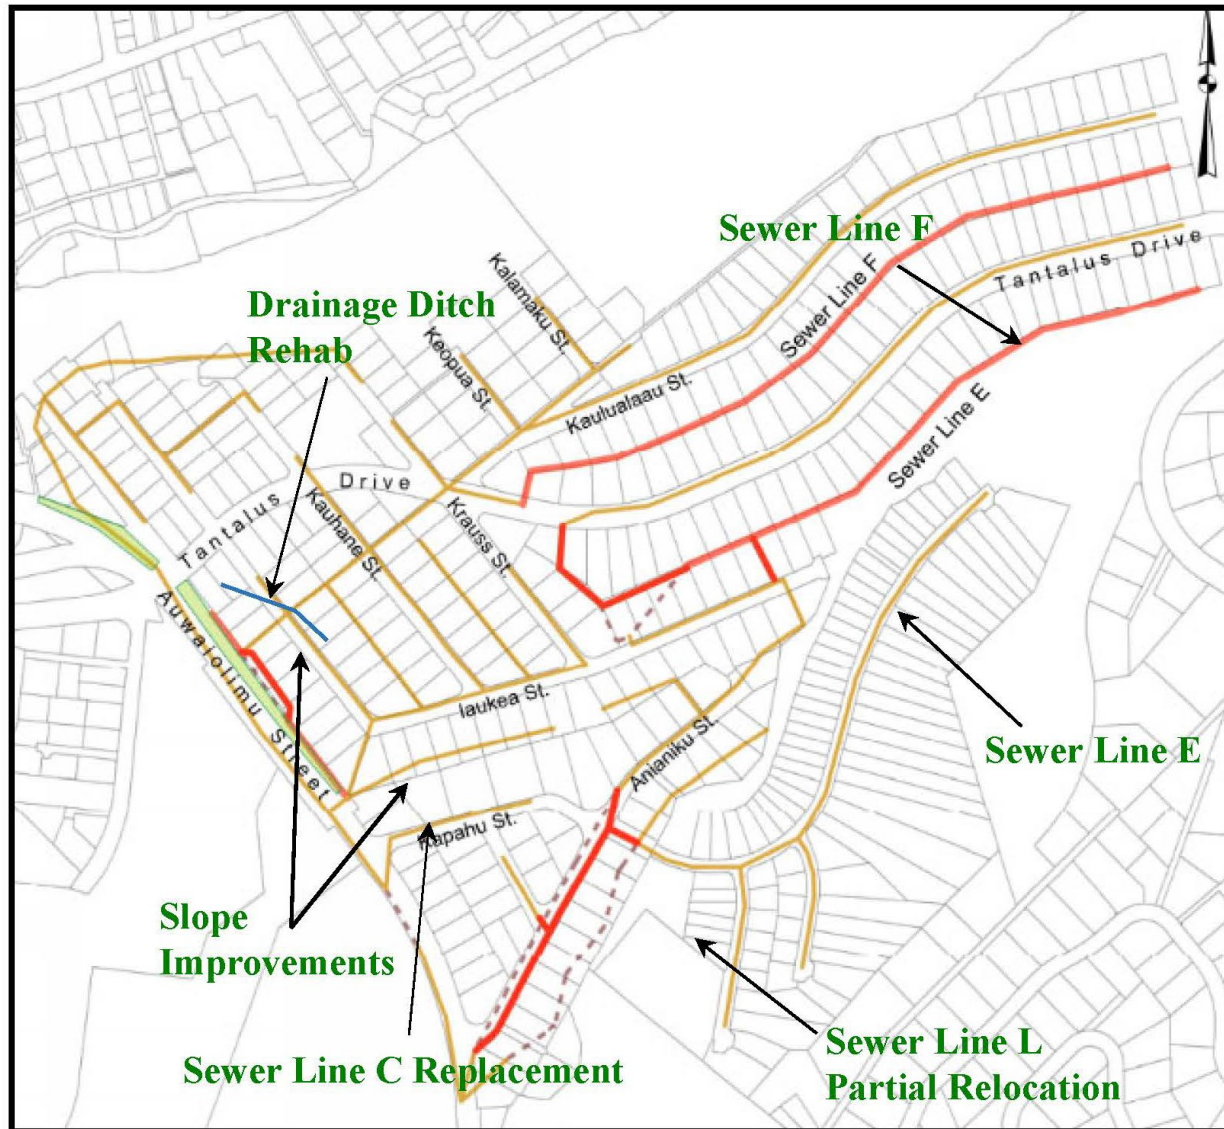 Sewer Line F
Kalamaku St.
Tantalus Drive
Sewer Line F
Drainage Ditch
Rehab
Keopua St.
Kaulualaau St.
Sewer Line E
Tantalus Drive
Kauhane St.
Krauss St.
Auwaiolimu Street
Iaukea St.
Anianiku St.
Sewer Line E
Kapahu St.
Slope
Improvements
Sewer Line C Replacement
Sewer Line L
Partial Relocation